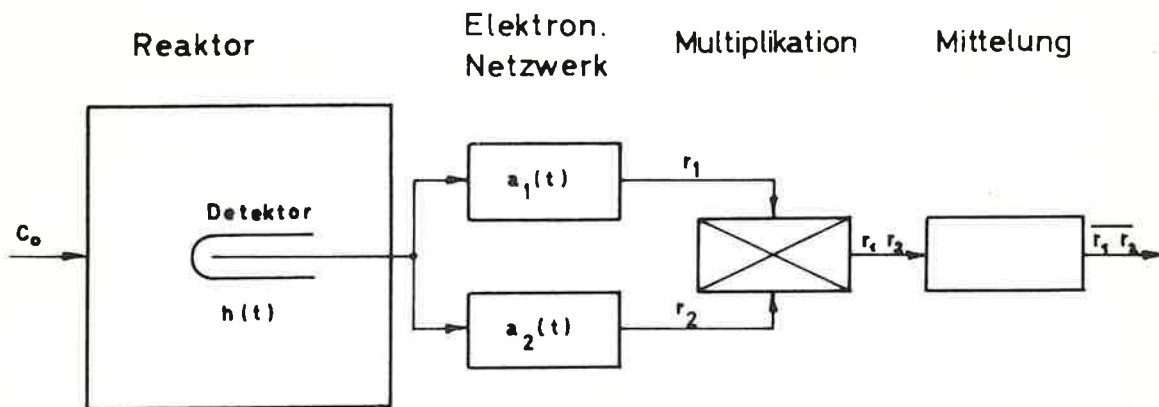 Reaktor
Elektron.
Netzwerk
Multiplikation
Mittelung
C₀
Detektor
h(t)
a₁(t)
a₂(t)
r₁
r₂
r₁ r₂
r₁ r₂